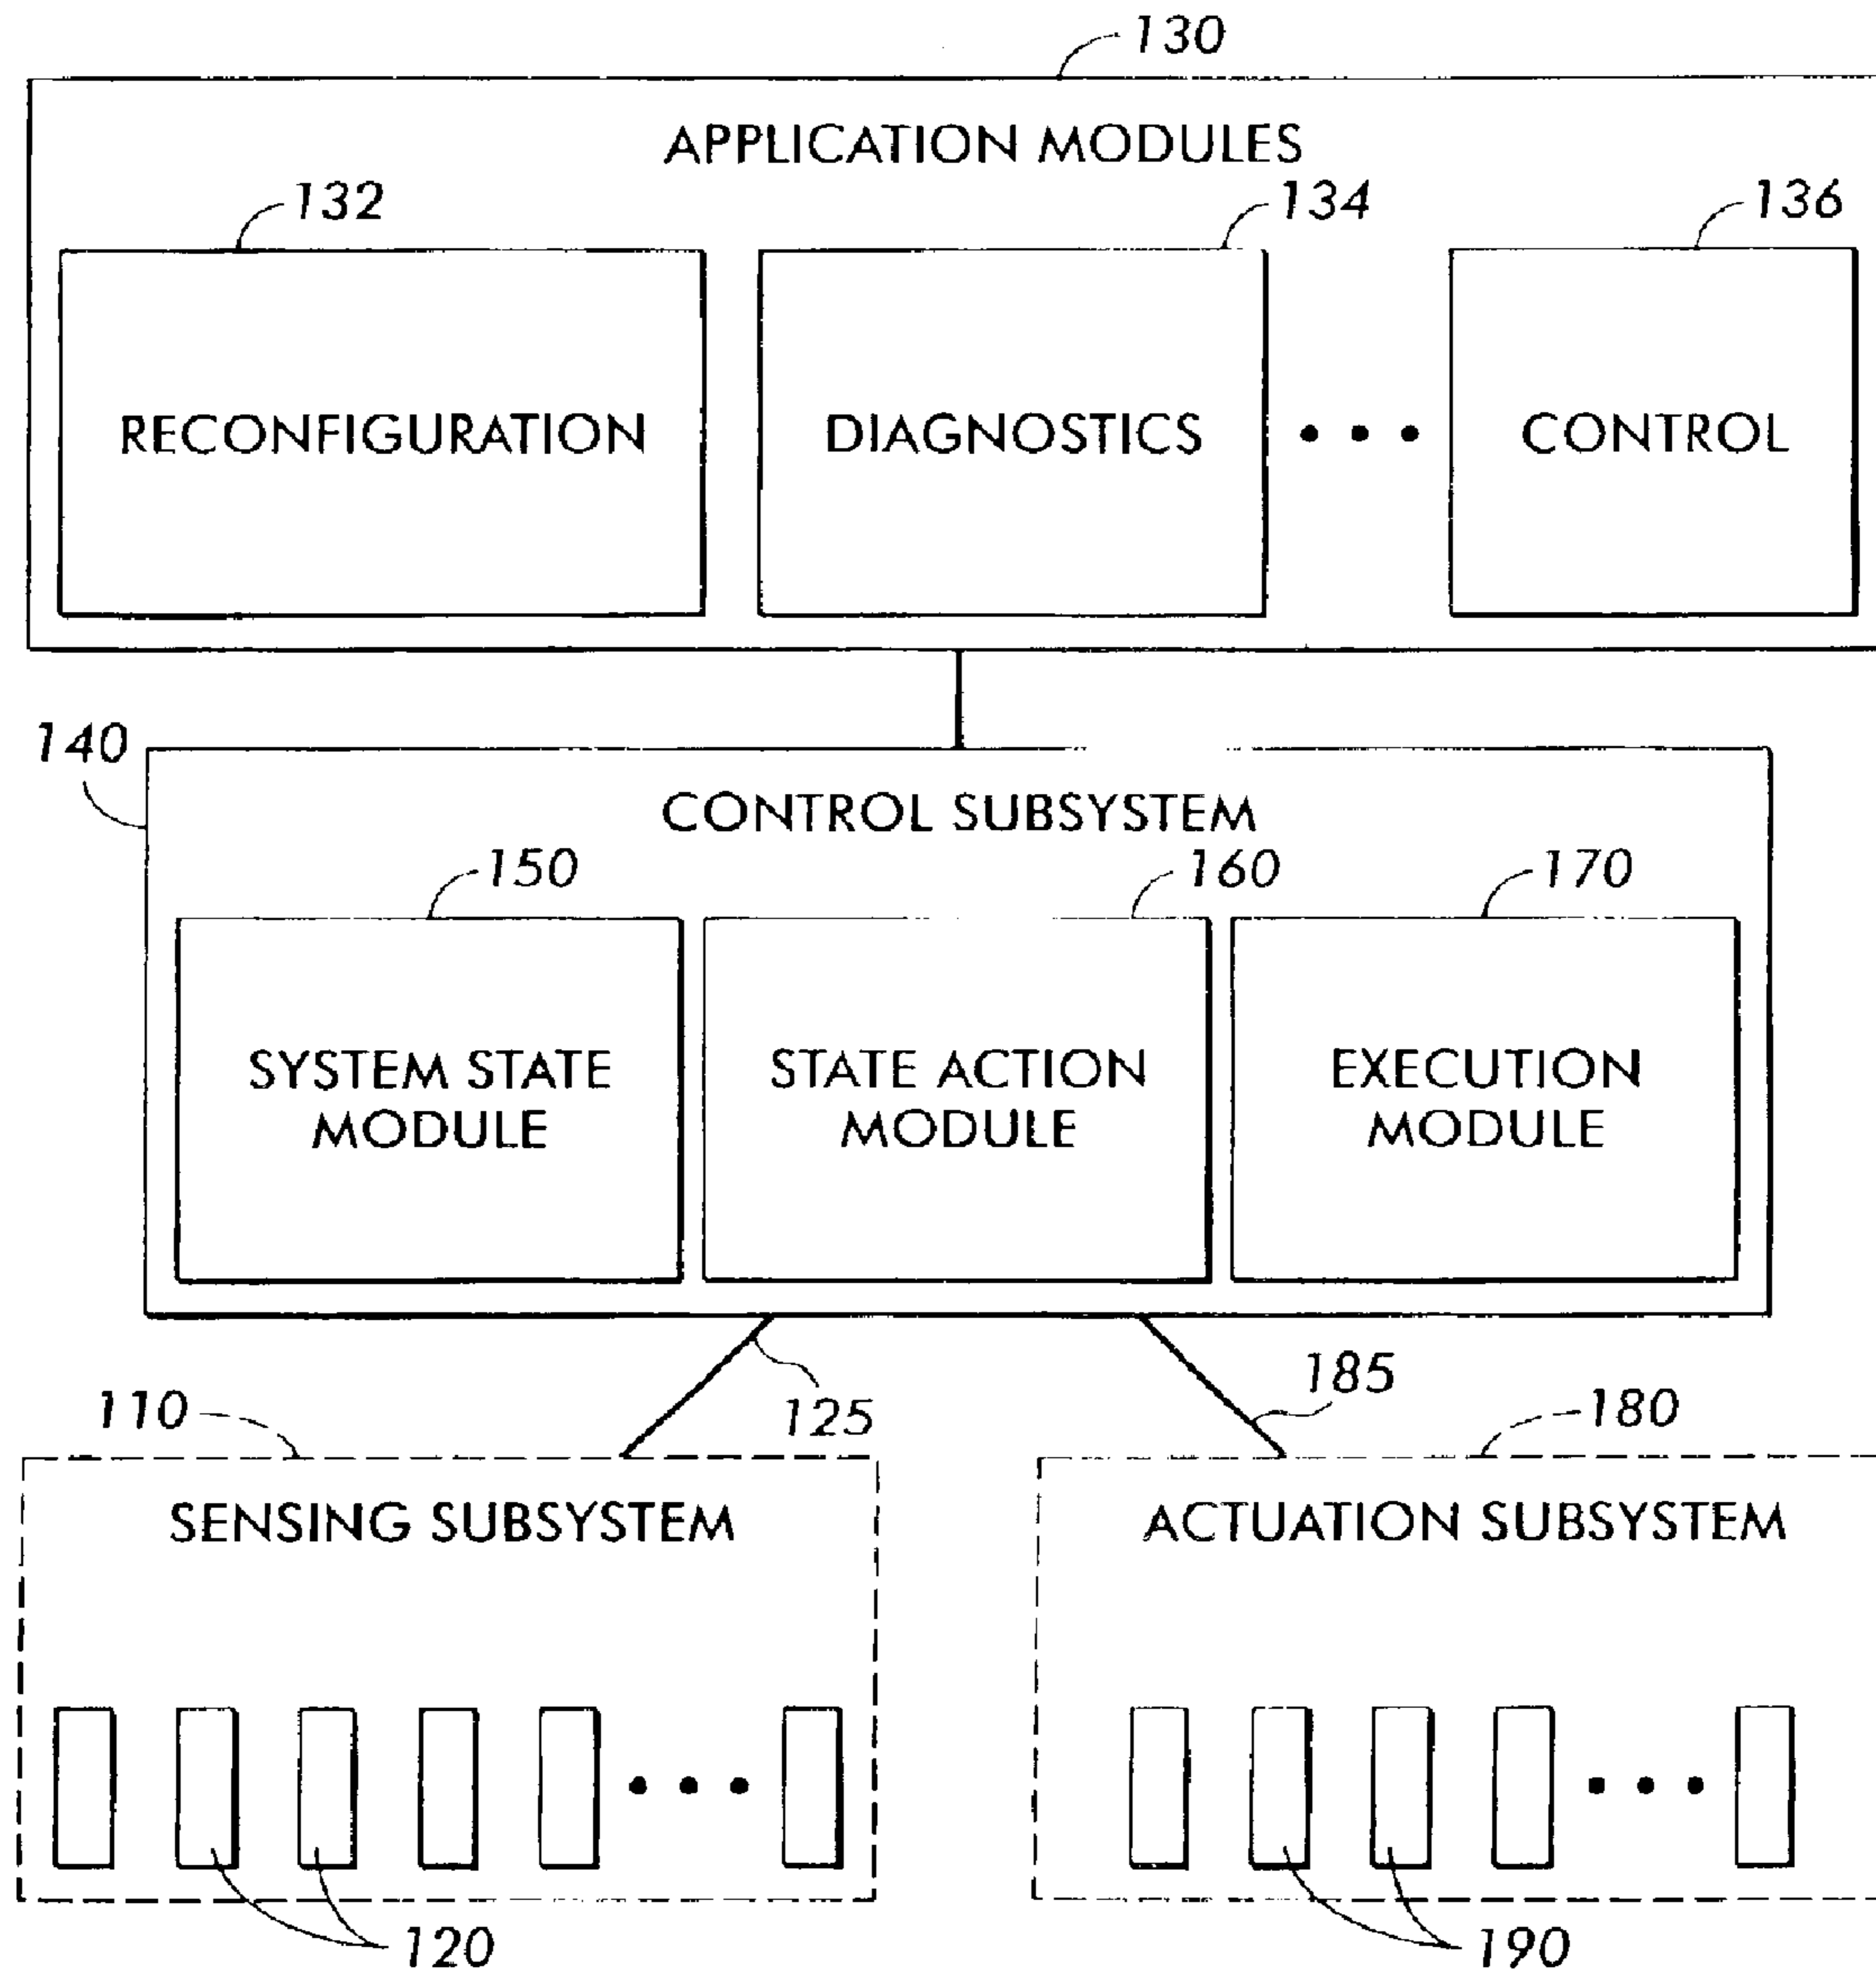 130
APPLICATION MODULES
132
134
136
RECONFIGURATION
DIAGNOSTICS
CONTROL
140
CONTROL SUBSYSTEM
150
160
170
SYSTEM STATE
MODULE
STATE ACTION
MODULE
EXECUTION
MODULE
125
185
110
180
SENSING SUBSYSTEM
ACTUATION SUBSYSTEM
120
190